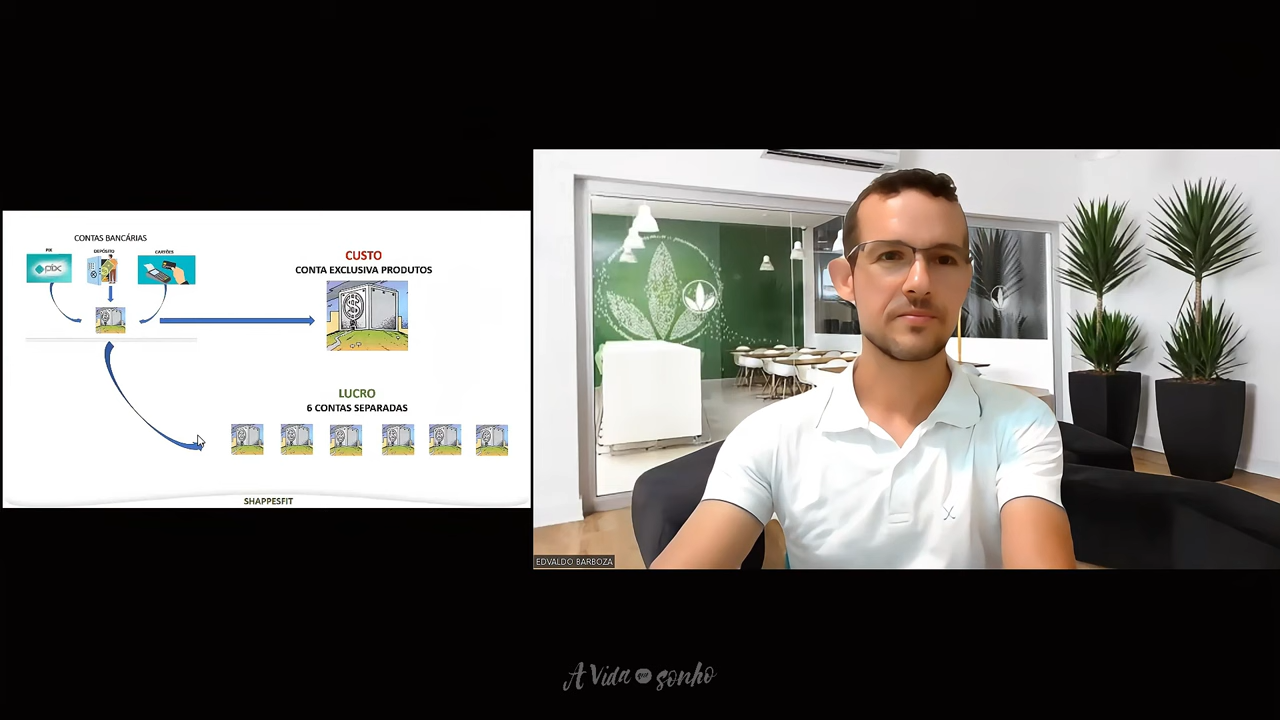 CONTAS BANCÁRIAS
PIX
DEPÓSITO
CARTÕES
pix
CUSTO
CONTA EXCLUSIVA PRODUTOS
LUCRO
6 CONTAS SEPARADAS
SHAPPESFIT
EDVALDO BARBOZA
A Vida por sonho